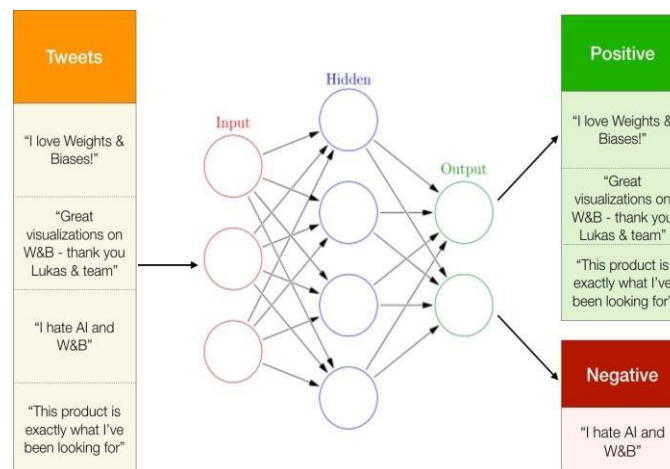 Tweets
"I love Weights &
Biases!"
"Great
visualizations on
W&B - thank you
Lukas & team"
"I hate AI and
W&B"
"This product is
exactly what I've
been looking for"
Input
Hidden
Output
Positive
"I love Weights &
Biases!"
"Great
visualizations on
W&B - thank you
Lukas & team"
"This product is
exactly what I've
been looking for"
Negative
"I hate AI and
W&B"